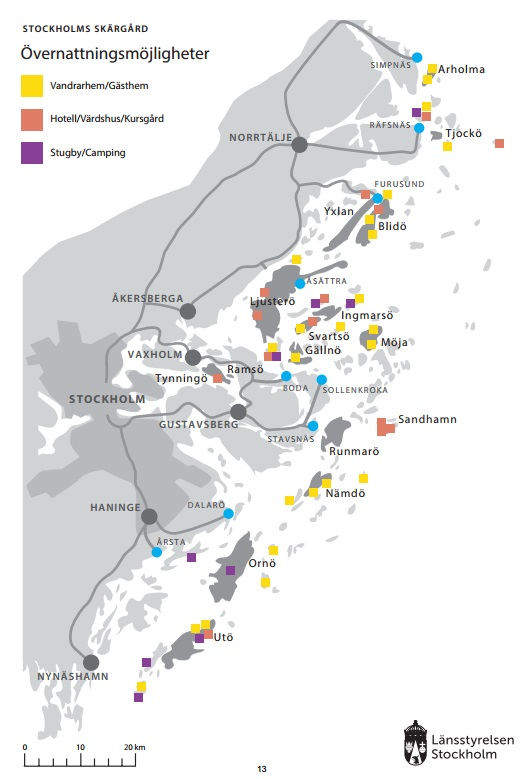 STOCKHOLMS SKÄRGÅRD
Övernattningsmöjligheter
Vandrarhem/Gästhem
Hotell/Värdshus/Kursgård
Stugby/Camping
SIMPNÄS
Arholma
RÄFSNÄS
Tjockö
NORRTÄLJE
FURUSUND
Yxlan
Blidö
ÅSÄTTRA
ÅKERSBERGA
Ljusterö
Ingmarsö
Svartsö
Möja
Gällnö
VAXHOLM
Ramsö
Tynningö
BODA
SOLLENKROKA
STOCKHOLM
GUSTAVSBERG
Sandhamn
STAVSNÄS
Runmarö
Nämdö
HANINGE
DALARÖ
ÅRSTA
Ornö
Utö
NYNÄSHAMN
0 10 20 km
Länsstyrelsen
Stockholm
13